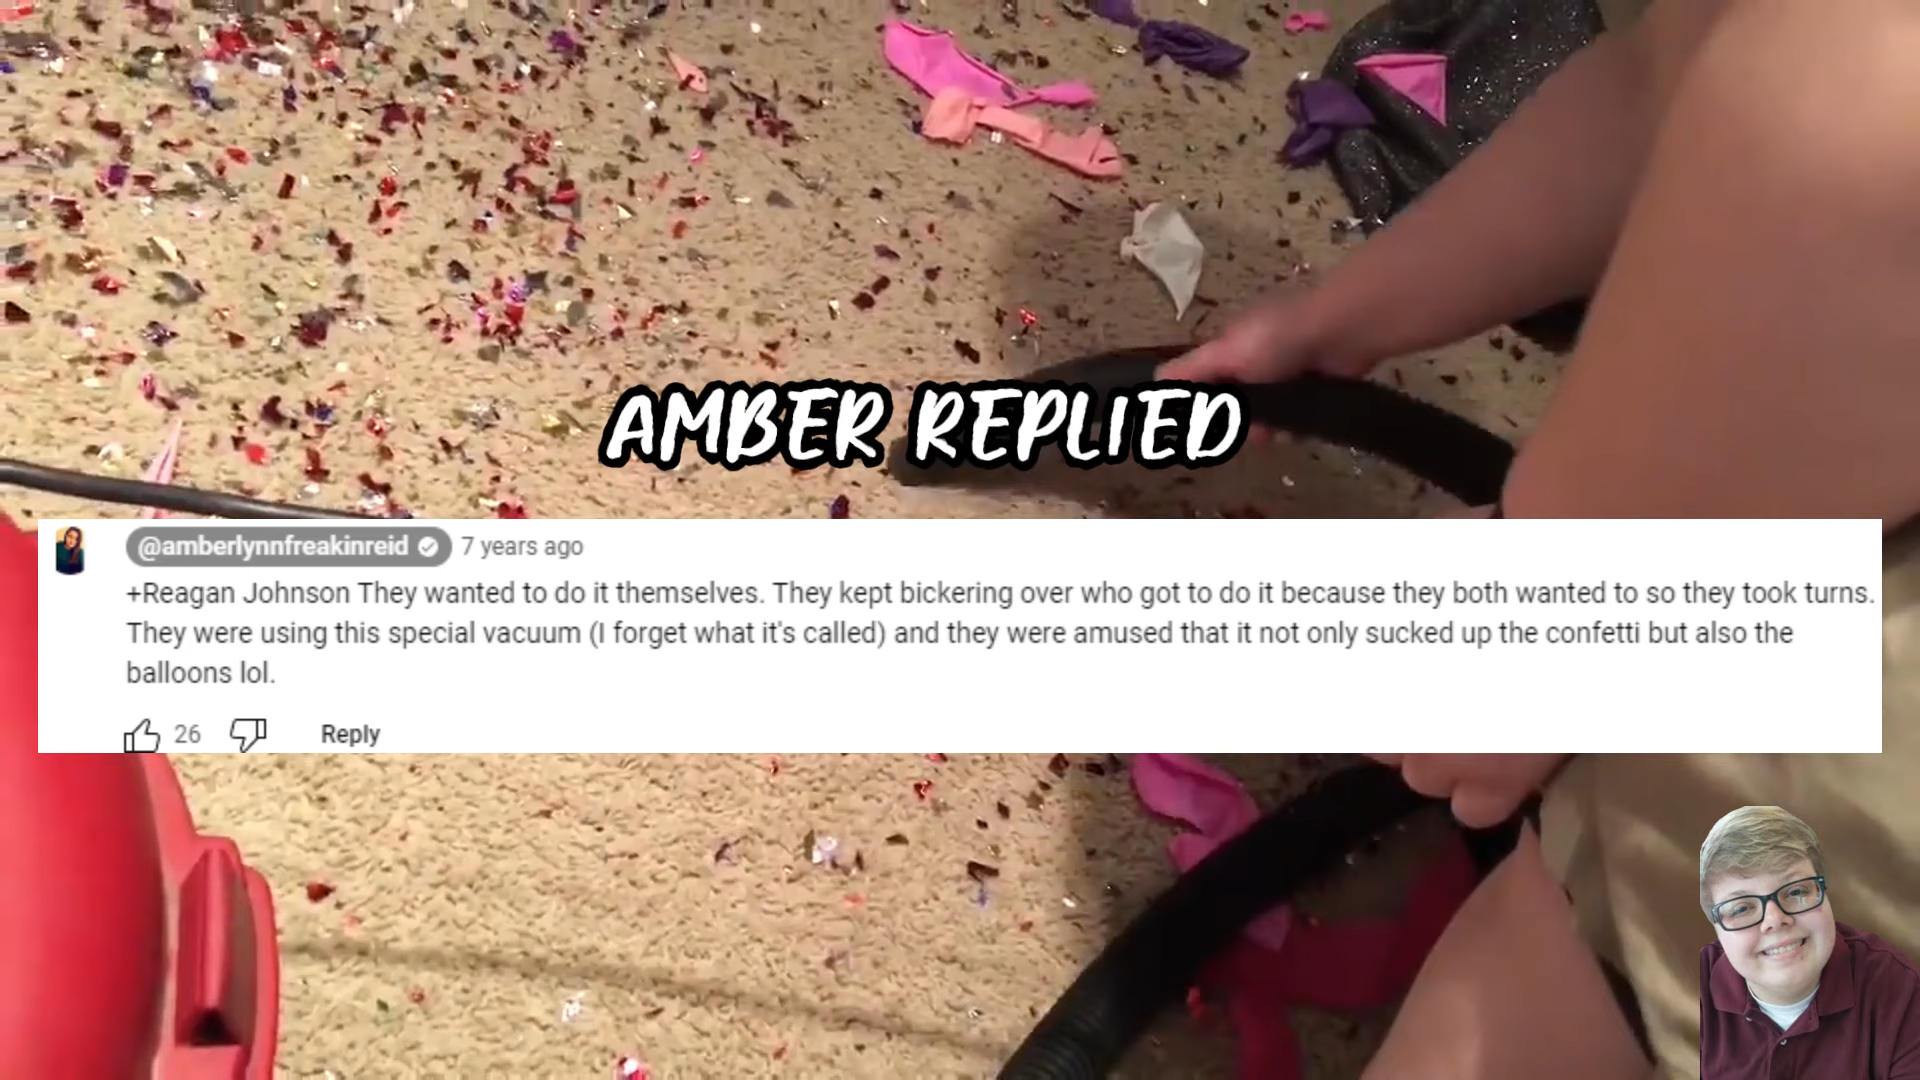 AMBER REPLIED
@amberlynnfreakinreid 7 years ago
+Reagan Johnson They wanted to do it themselves. They kept bickering over who got to do it because they both wanted to so they took turns.
They were using this special vacuum (I forget what it's called) and they were amused that it not only sucked up the confetti but also the
balloons lol.
26 Reply